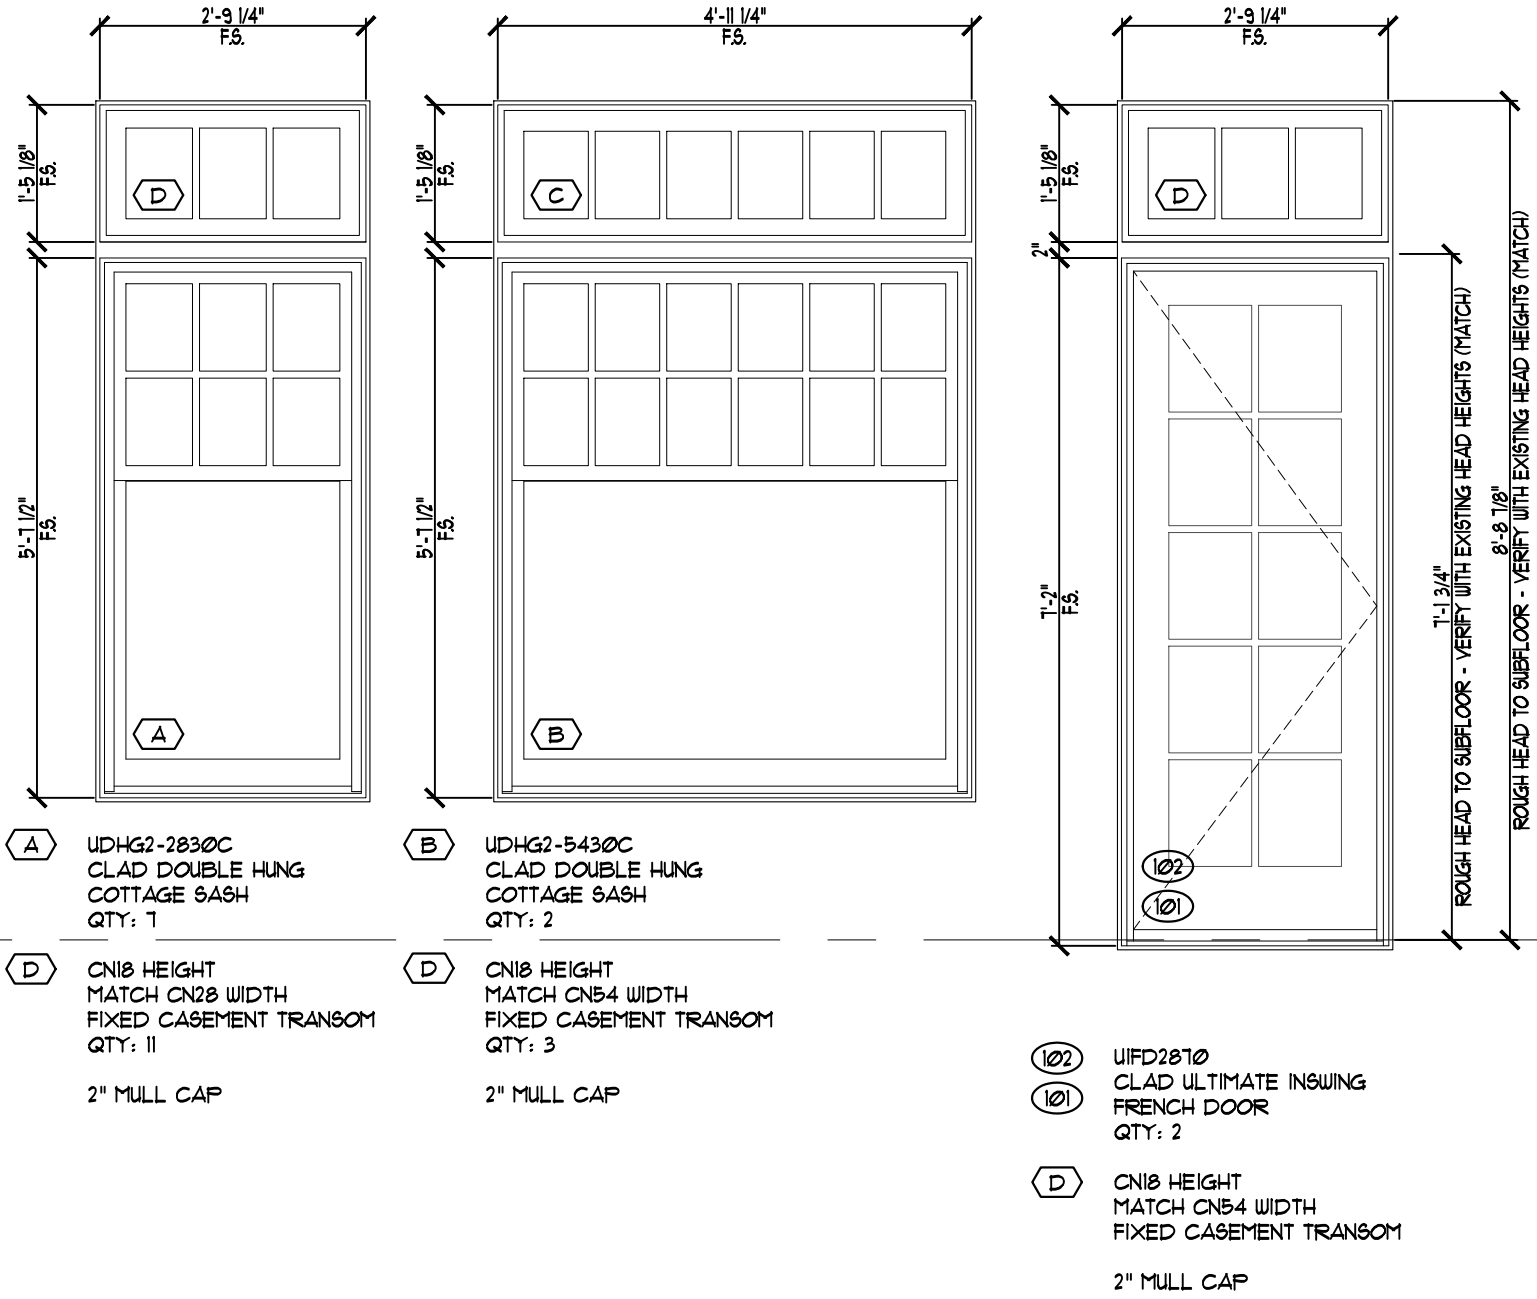 2'-9 1/4"
F.S.
4'-11 1/4"
F.S.
2'-9 1/4"
F.S.
1'-5 1/8"
F.S.
D
1'-5 1/8"
F.S.
C
1'-5 1/8"
F.S.
D
2"
5'-7 1/2"
F.S.
A
5'-7 1/2"
F.S.
B
7'-2"
F.S.
102
101
7'-1 3/4"
ROUGH HEAD TO SUBFLOOR - VERIFY WITH EXISTING HEAD HEIGHTS (MATCH)
8'-8 7/8"
ROUGH HEAD TO SUBFLOOR - VERIFY WITH EXISTING HEAD HEIGHTS (MATCH)
A
UDHG2-2830C
CLAD DOUBLE HUNG
COTTAGE SASH
QTY: 7
D
CN18 HEIGHT
MATCH CN28 WIDTH
FIXED CASEMENT TRANSOM
QTY: 11
2" MULL CAP
B
UDHG2-5430C
CLAD DOUBLE HUNG
COTTAGE SASH
QTY: 2
D
CN18 HEIGHT
MATCH CN54 WIDTH
FIXED CASEMENT TRANSOM
QTY: 3
2" MULL CAP
102
101
UIFD2870
CLAD ULTIMATE INSWING
FRENCH DOOR
QTY: 2
D
CN18 HEIGHT
MATCH CN54 WIDTH
FIXED CASEMENT TRANSOM
2" MULL CAP